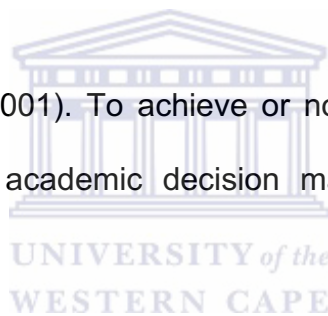 001). To achieve or no
academic decision ma
UNIVERSITY of the
WESTERN CAPE